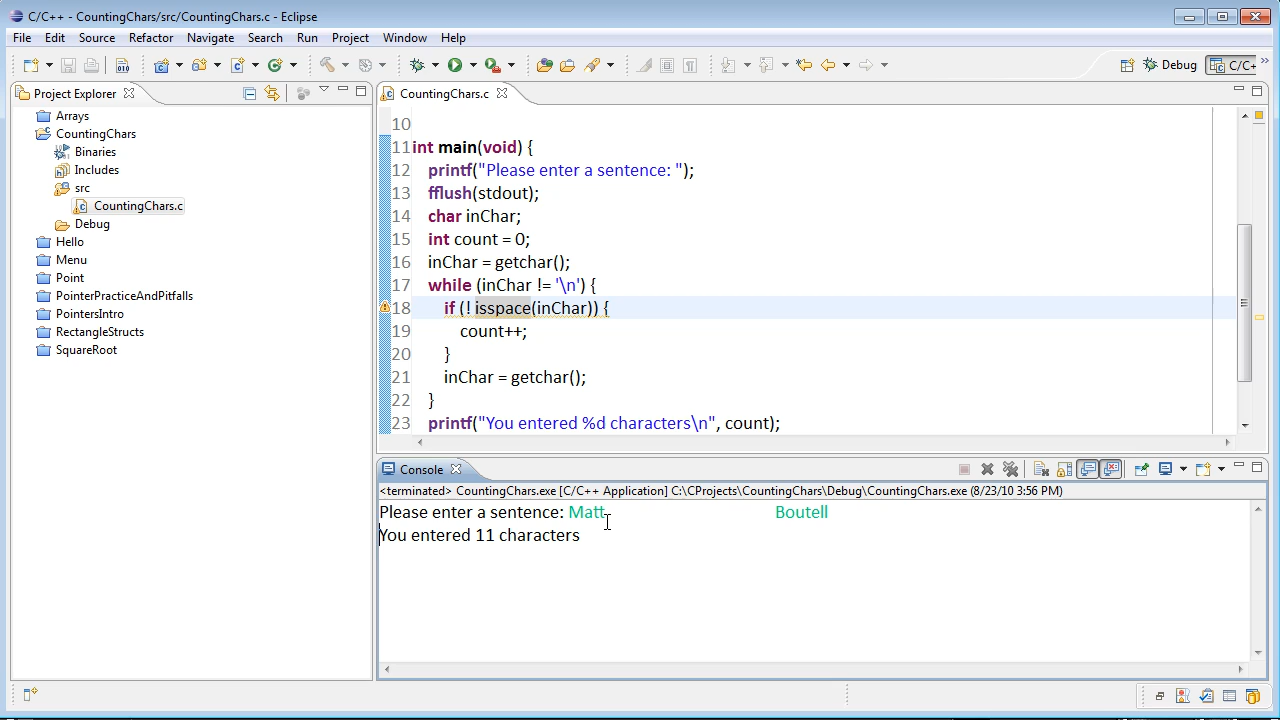 C/C++ - CountingChars/src/CountingChars.c - Eclipse
File Edit Source Refactor Navigate Search Run Project Window Help
Debug C/C++ »
Project Explorer
CountingChars.c
Arrays
CountingChars
Binaries
Includes
src
CountingChars.c
Debug
Hello
Menu
Point
PointerPracticeAndPitfalls
PointersIntro
RectangleStructs
SquareRoot
10
11 int main(void) {
12 printf("Please enter a sentence: ");
13 fflush(stdout);
14 char inChar;
15 int count = 0;
16 inChar = getchar();
17 while (inChar != '\n') {
18 if (! isspace(inChar)) {
19 count++;
20 }
21 inChar = getchar();
22 }
23 printf("You entered %d characters\n", count);
Console
<terminated> CountingChars.exe [C/C++ Application] C:\CProjects\CountingChars\Debug\CountingChars.exe (8/23/10 3:56 PM)
Please enter a sentence: Matt Boutell
You entered 11 characters